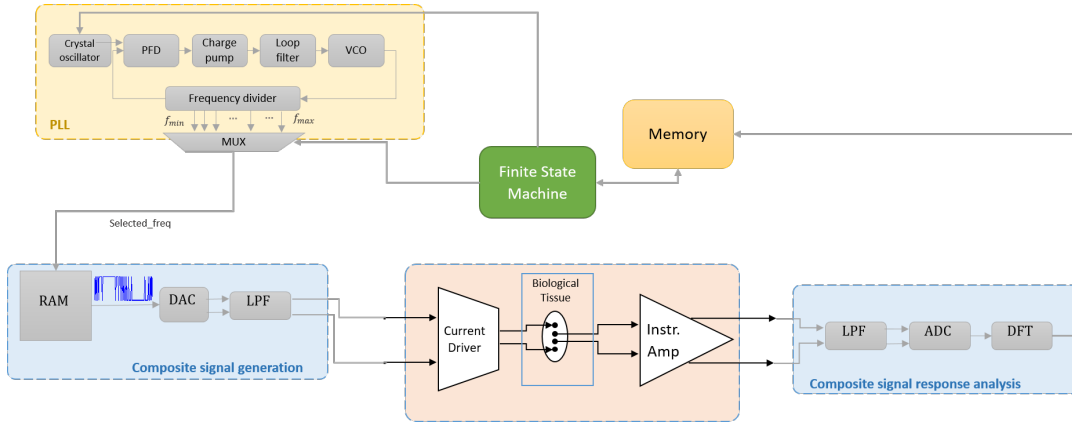 Crystal
oscillator
PFD
Charge
pump
Loop
filter
VCO
Frequency divider
fmin
...
...
fmax
PLL
MUX
Finite State
Machine
Memory
Selected_freq
RAM
DAC
LPF
Composite signal generation
Current
Driver
Biological
Tissue
Instr.
Amp
LPF
ADC
DFT
Composite signal response analysis